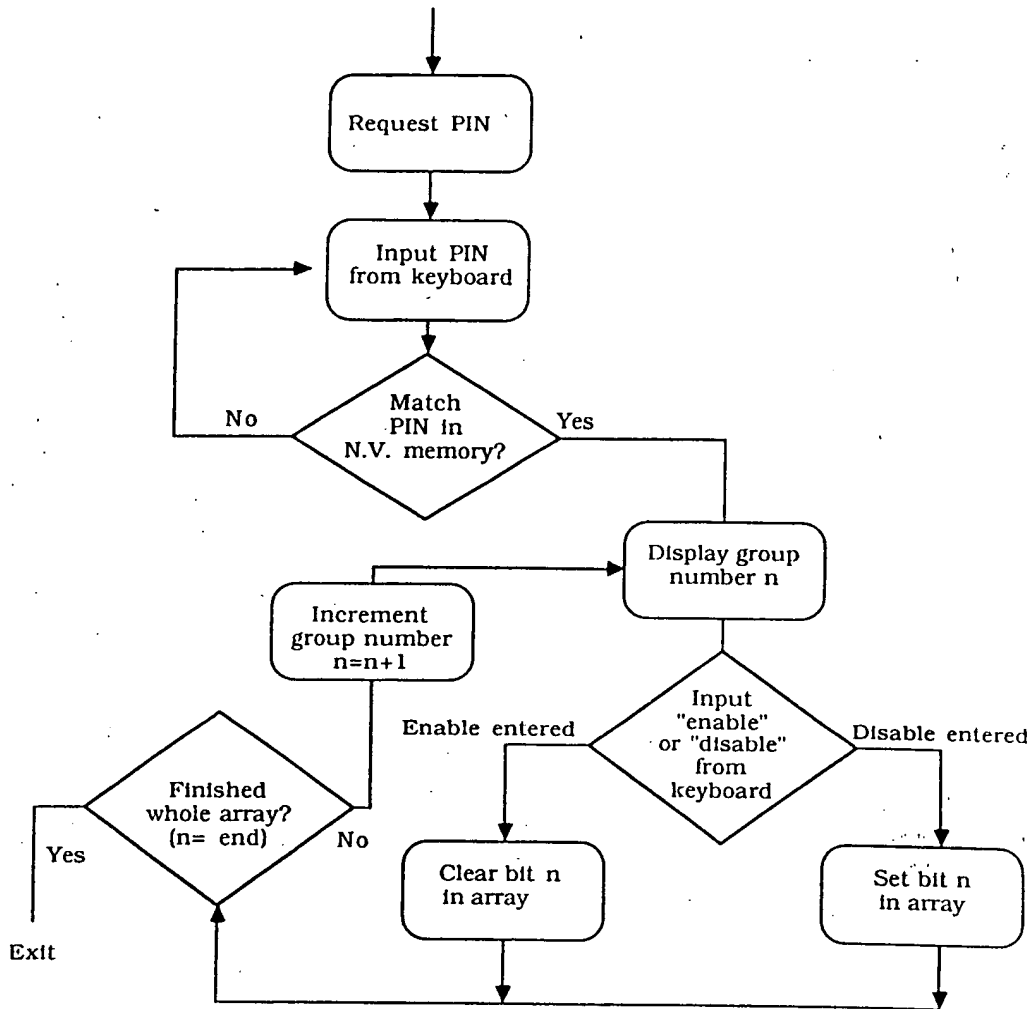 Request PIN
Input PIN
from keyboard
Match
PIN in
N.V. memory?
No
Yes
Display group
number n
Increment
group number
n=n+1
Input
"enable"
or "disable"
from
keyboard
Enable entered
Disable entered
Finished
whole array?
(n= end)
Yes
No
Clear bit n
in array
Set bit n
in array
Exit